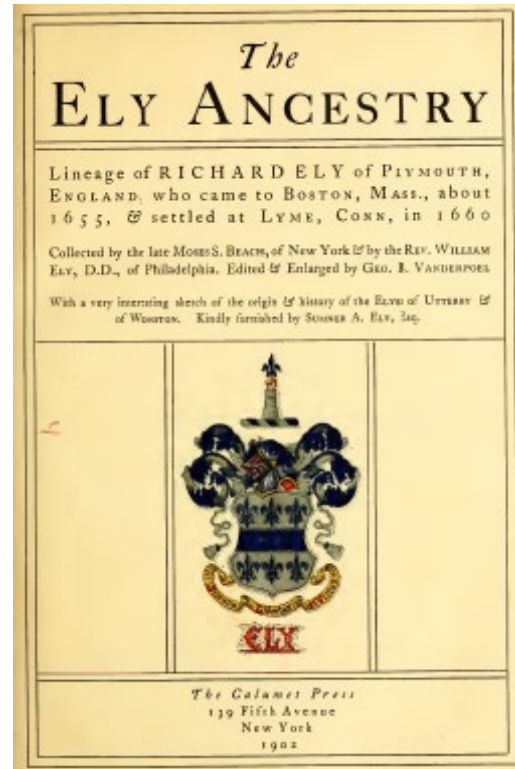 The
ELY ANCESTRY
Lineage of RICHARD ELY of PLYMOUTH,
ENGLAND, who came to BOSTON, MASS., about
1655, & settled at LYME, CONN, in 1660
Collected by the late MOSES S. BEACH, of New York & by the REV. WILLIAM
ELY, D.D., of Philadelphia. Edited & Enlarged by GEO. B. VANDERPOEL
With a very interesting sketch of the origin & history of the ELYS of UTTERBY &
of WONSTON. Kindly furnished by SUMNER A. ELY, Esq.
ELY
The Calumet Press
139 Fifth Avenue
New York
1902